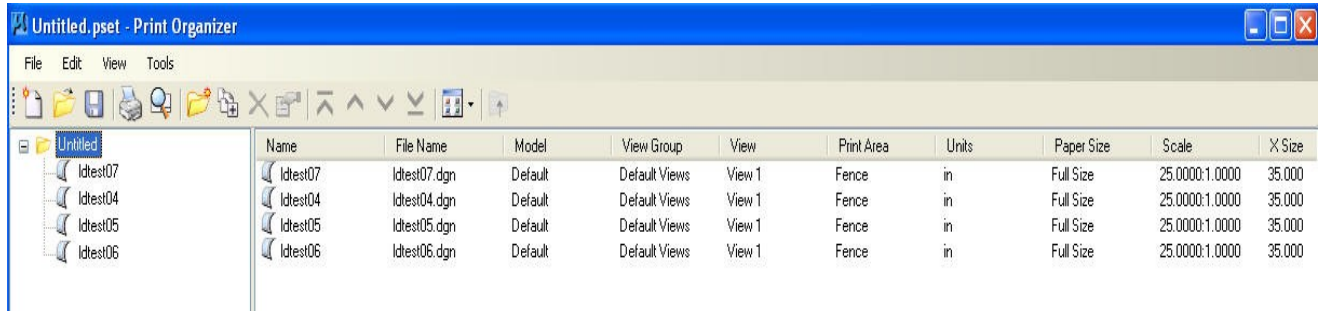 Untitled.pset - Print Organizer
File Edit View Tools
Untitled
ldtest07
ldtest04
ldtest05
ldtest06
Name File Name Model View Group View Print Area Units Paper Size Scale X Size
ldtest07 ldtest07.dgn Default Default Views View 1 Fence in Full Size 25.0000:1.0000 35.000
ldtest04 ldtest04.dgn Default Default Views View 1 Fence in Full Size 25.0000:1.0000 35.000
ldtest05 ldtest05.dgn Default Default Views View 1 Fence in Full Size 25.0000:1.0000 35.000
ldtest06 ldtest06.dgn Default Default Views View 1 Fence in Full Size 25.0000:1.0000 35.000